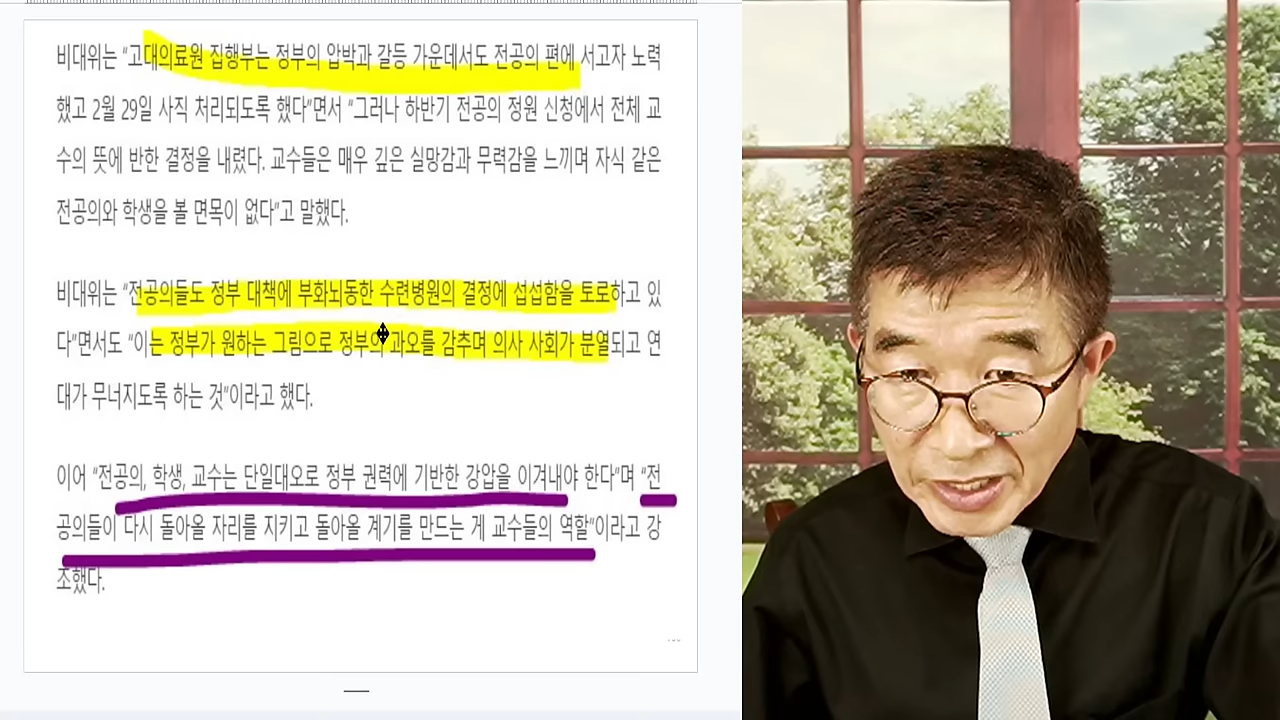 비대위는 “고대의료원 집행부는 정부의 압박과 갈등 가운데서도 전공의 편에 서고자 노력
했고 2월 29일 사직 처리되도록 했다”면서 “그러나 하반기 전공의 정원 신청에서 전체 교
수의 뜻에 반한 결정을 내렸다. 교수들은 매우 깊은 실망감과 무력감을 느끼며 자식 같은
전공의와 학생을 볼 면목이 없다”고 말했다.
비대위는 “전공의들도 정부 대책에 부화뇌동한 수련병원의 결정에 섭섭함을 토로하고 있
다”면서도 “이는 정부가 원하는 그림으로 정부의 과오를 감추며 의사 사회가 분열되고 연
대가 무너지도록 하는 것”이라고 했다.
이어 “전공의, 학생, 교수는 단일대오로 정부 권력에 기반한 강압을 이겨내야 한다”며 “전
공의들이 다시 돌아올 자리를 지키고 돌아올 계기를 만드는 게 교수들의 역할”이라고 강
조했다.